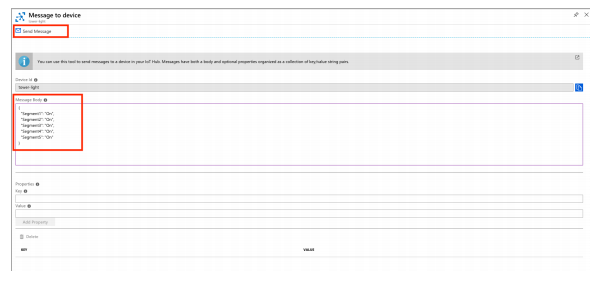 Message to device
tower-light
Send Message
You can use this tool to send messages to a device in your IoT Hub. Messages have both a body and optional properties organized as a collection of key/value string pairs.
Device Id
tower-light
Message Body
{
"Segment1": "On",
"Segment2": "On",
"Segment3": "On",
"Segment4": "On",
"Segment5": "On"
}
Properties
Key
Value
Add Property
Delete
KEY VALUE